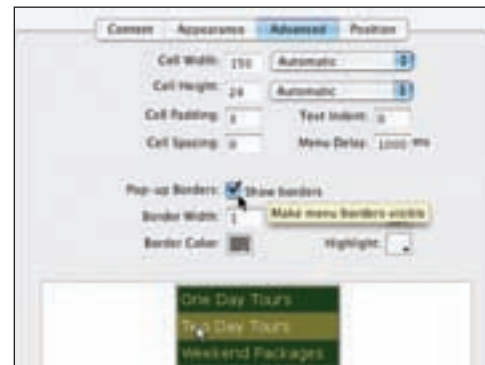 Content Appearance Advanced Position
Cell Width: 150 Automatic
Cell Height: 28 Automatic
Cell Padding: 3 Text Indent: 0
Cell Spacing: 0 Menu Delay: 1000 ms
Pop-up Borders: Show borders
Border Width: 1 Make menu borders visible
Border Color: Highlight:
One Day Tours
Two Day Tours
Weekend Packages